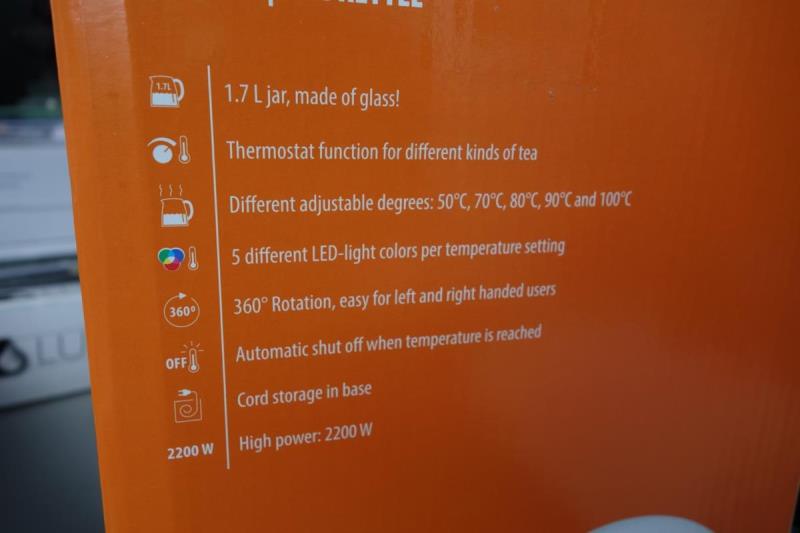 KETTLE
1.7L
1.7 L jar, made of glass!
Thermostat function for different kinds of tea
Different adjustable degrees: 50°C, 70°C, 80°C, 90°C and 100°C
5 different LED-light colors per temperature setting
360°
360° Rotation, easy for left and right handed users
OFF
Automatic shut off when temperature is reached
Cord storage in base
2200 W
High power: 2200 W
LU